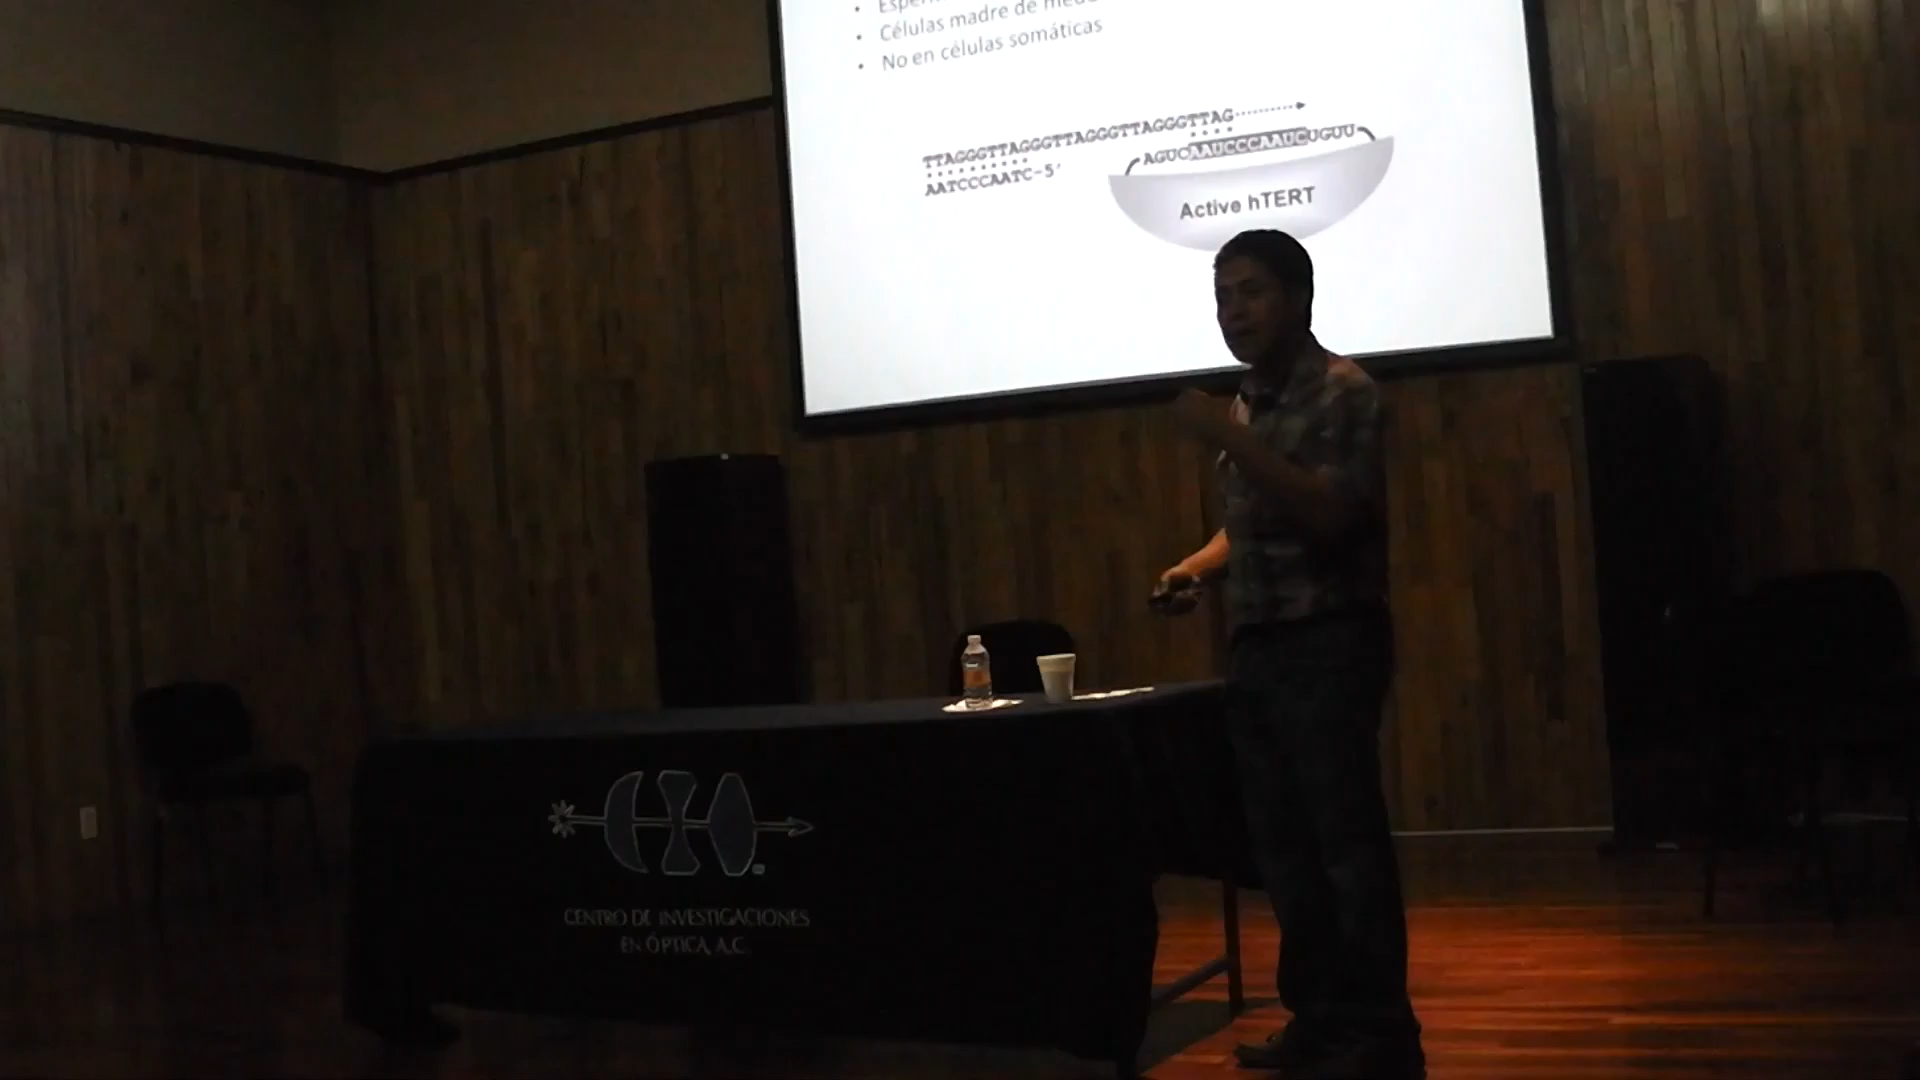 • Células madre de
• No en células somáticas
TTAGGGTTAGGGTTAGGGTTAGGGTTAG
AATCCCAATC-5'
AGUCAAUCCCAAUCUGUU
Active hTERT
CENTRO DE INVESTIGACIONES
EN ÓPTICA, A.C.